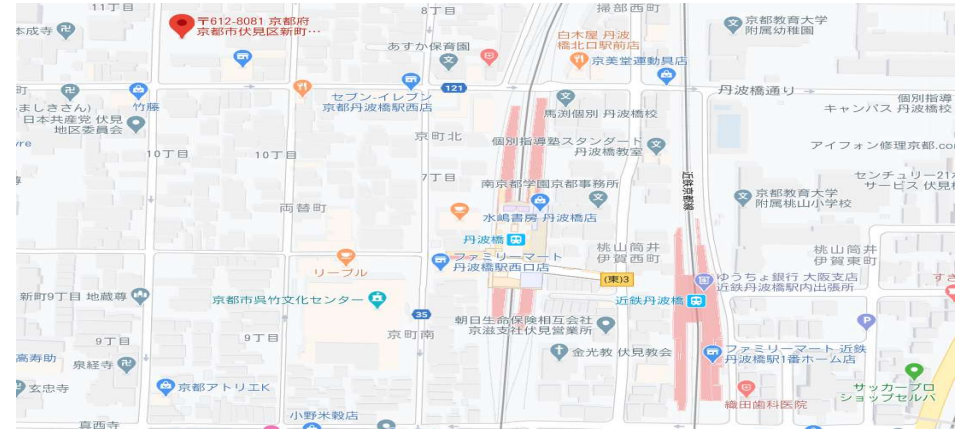 11丁目
〒612-8081 京都府
京都市伏見区新町…
8丁目
掃部西町
京都教育大学
附属幼稚園
本成寺
あすか保育園
白木屋 丹波
橋北口駅前店
京美堂運動具店
セブン-イレブン
京都丹波橋駅西店
121
丹波橋通り
町
竹藤
馬渕個別 丹波橋校
個別指導
キャンパス 丹波橋校
ましきさん)
日本共産党 伏見
地区委員会
京町北
個別指導塾スタンダード
丹波橋教室
アイフォン修理京都.co
vre
10丁目
10丁目
7丁目
南京都学園京都事務所
近鉄京都線
センチュリー21
サービス 伏見
京都教育大学
附属桃山小学校
両替町
水嶋書房 丹波橋店
丹波橋
桃山筒井
伊賀西町
桃山筒井
伊賀東町
リーブル
ファミリーマート
丹波橋駅西口店
(東)3
ゆうちょ銀行 大阪支店
近鉄丹波橋駅内出張所
す
新町9丁目 地蔵尊
京都市呉竹文化センター
近鉄丹波橋
35
朝日生命保険相互会社
京滋支社伏見営業所
P
9丁目
9丁目
京町南
高寿助
泉経寺
金光教 伏見教会
ファミリーマート 近鉄
丹波橋駅1番ホーム店
玄忠寺
京都アトリエK
織田歯科医院
サッカープロ
ショップセルバ
小野米穀店
真西寺